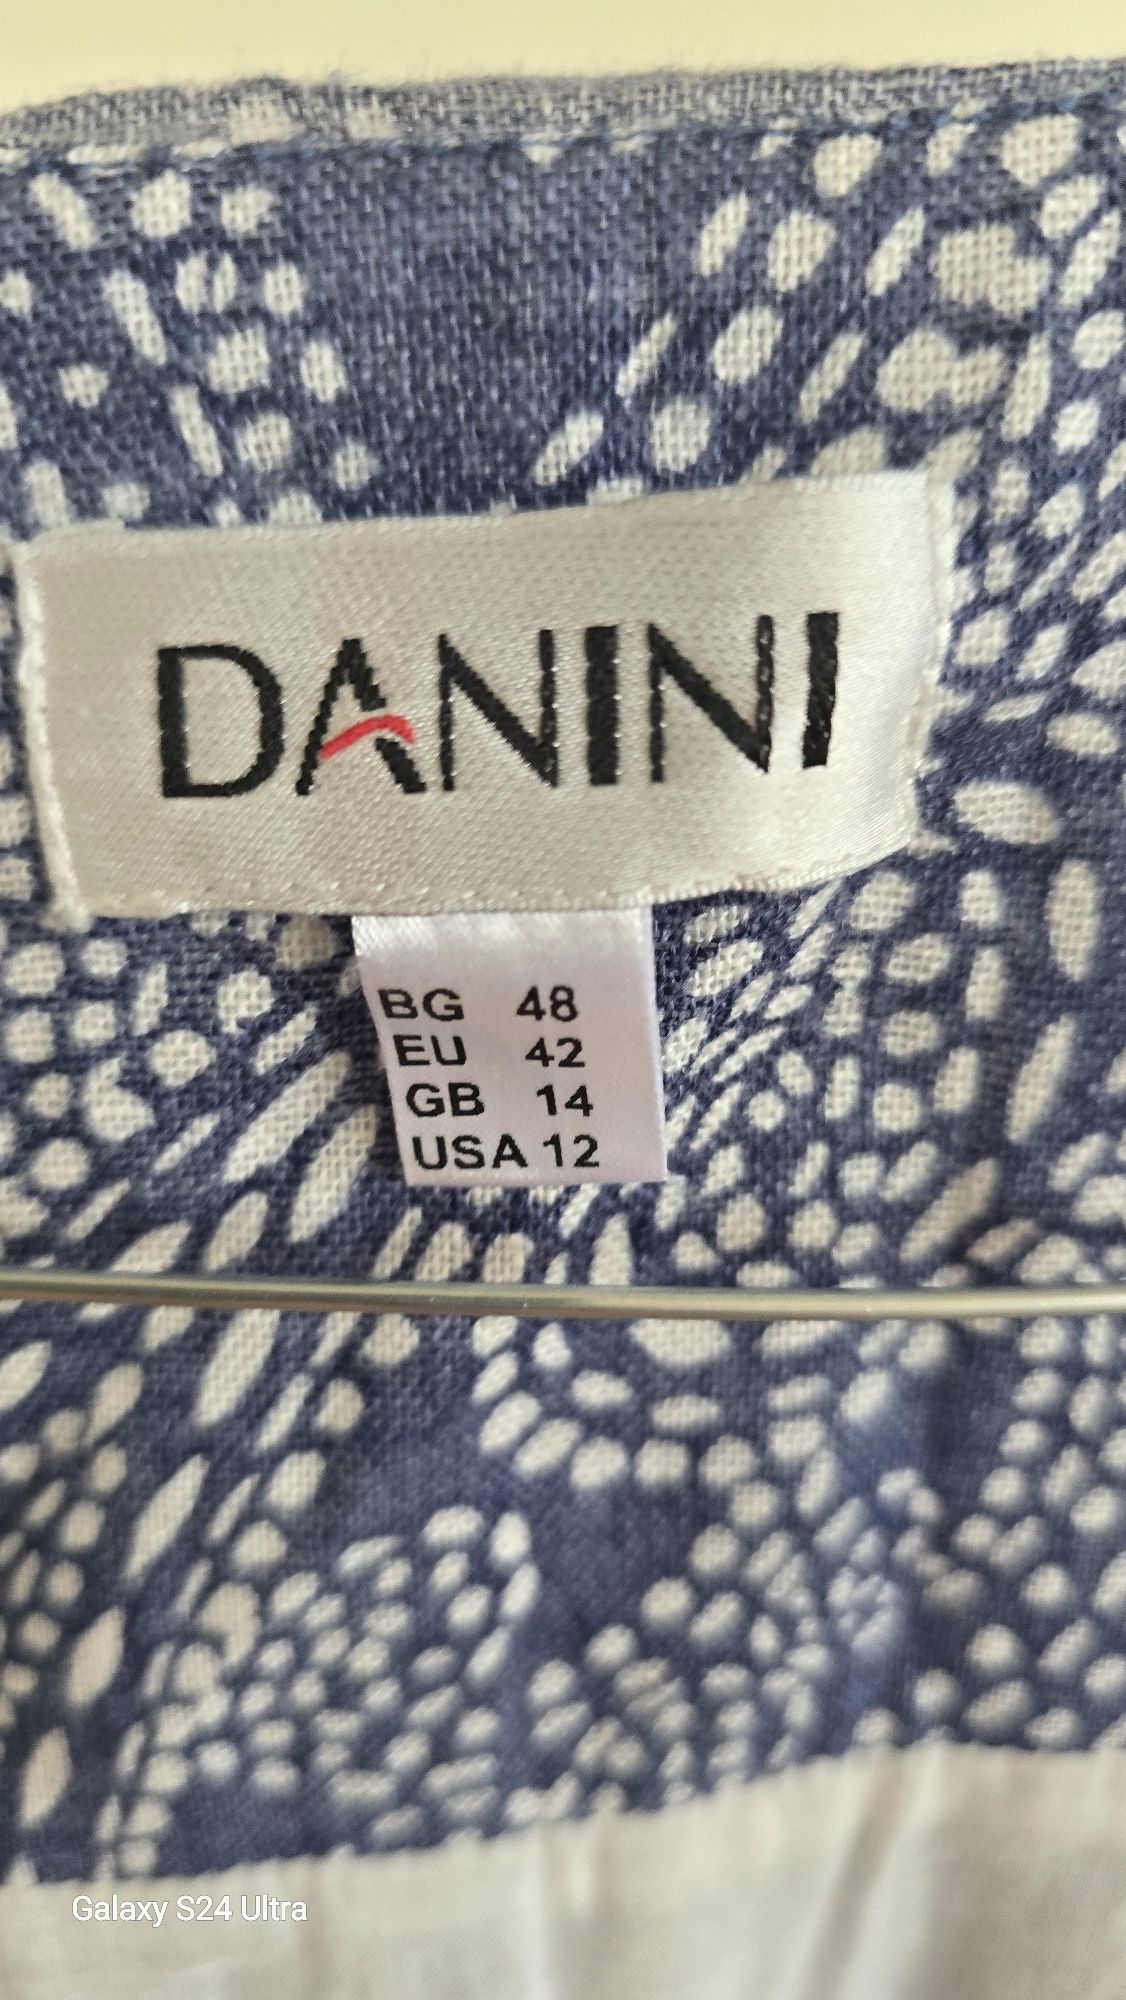 DANINI
BG 48
EU 42
GB 14
USA 12
Galaxy S24 Ultra